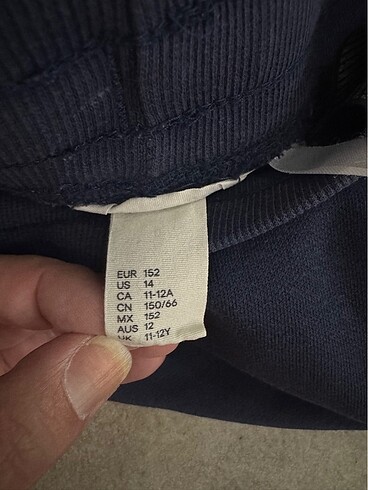 EUR 152
US 14
CA 11-12A
CN 150/66
MX 152
AUS 12
UK 11-12Y